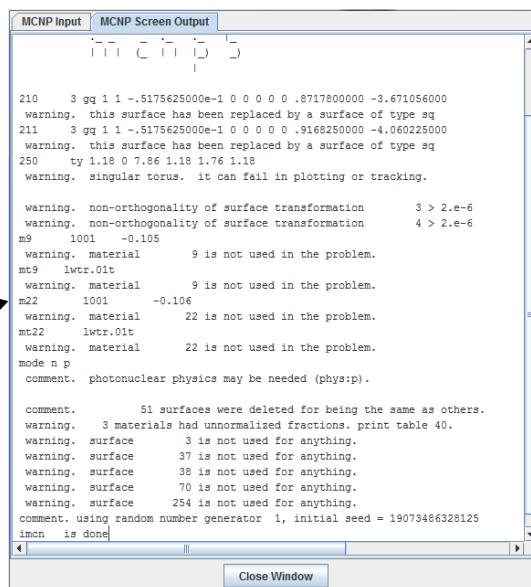 MCNP Input MCNP Screen Output
210 3 gq 1 1 -.5175625000e-1 0 0 0 0 0 .8717800000 -3.671056000
warning. this surface has been replaced by a surface of type sq
211 3 gq 1 1 -.5175625000e-1 0 0 0 0 0 .9168250000 -4.060225000
warning. this surface has been replaced by a surface of type sq
250 ty 1.18 0 7.86 1.18 1.76 1.18
warning. singular torus. it can fail in plotting or tracking.
warning. non-orthogonality of surface transformation 3 > 2.e-6
warning. non-orthogonality of surface transformation 4 > 2.e-6
m9 1001 -0.105
warning. material 9 is not used in the problem.
mt9 lwtr.01t
warning. material 9 is not used in the problem.
m22 1001 -0.106
warning. material 22 is not used in the problem.
mt22 lwtr.01t
warning. material 22 is not used in the problem.
mode n p
comment. photonuclear physics may be needed (phys:p).
comment. 51 surfaces were deleted for being the same as others.
warning. 3 materials had unnormalized fractions. print table 40.
warning. surface 3 is not used for anything.
warning. surface 37 is not used for anything.
warning. surface 38 is not used for anything.
warning. surface 70 is not used for anything.
warning. surface 254 is not used for anything.
comment. using random number generator 1, initial seed = 19073486328125
imcn is done
Close Window